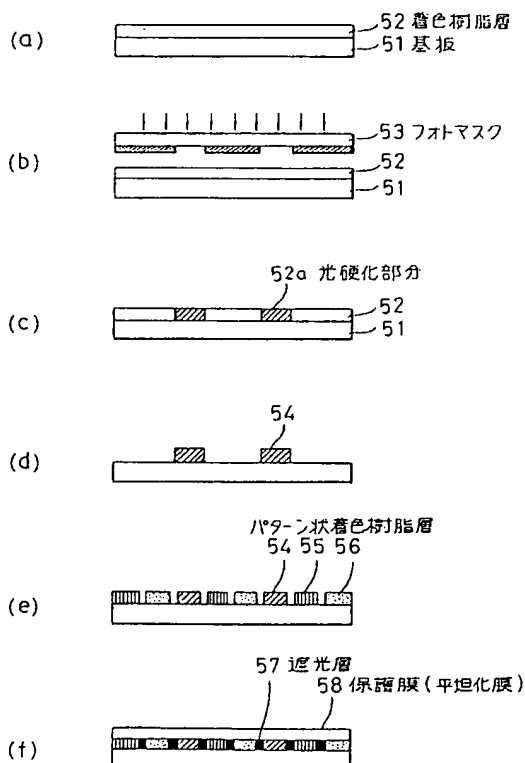 (a)
52 着色樹脂層
51 基板
(b)
53 フォトマスク
52
51
(c)
52a 光硬化部分
52
51
(d)
54
(e)
パターン状着色樹脂層
54 55 56
(f)
57 遮光層
58 保護膜(平坦化膜)